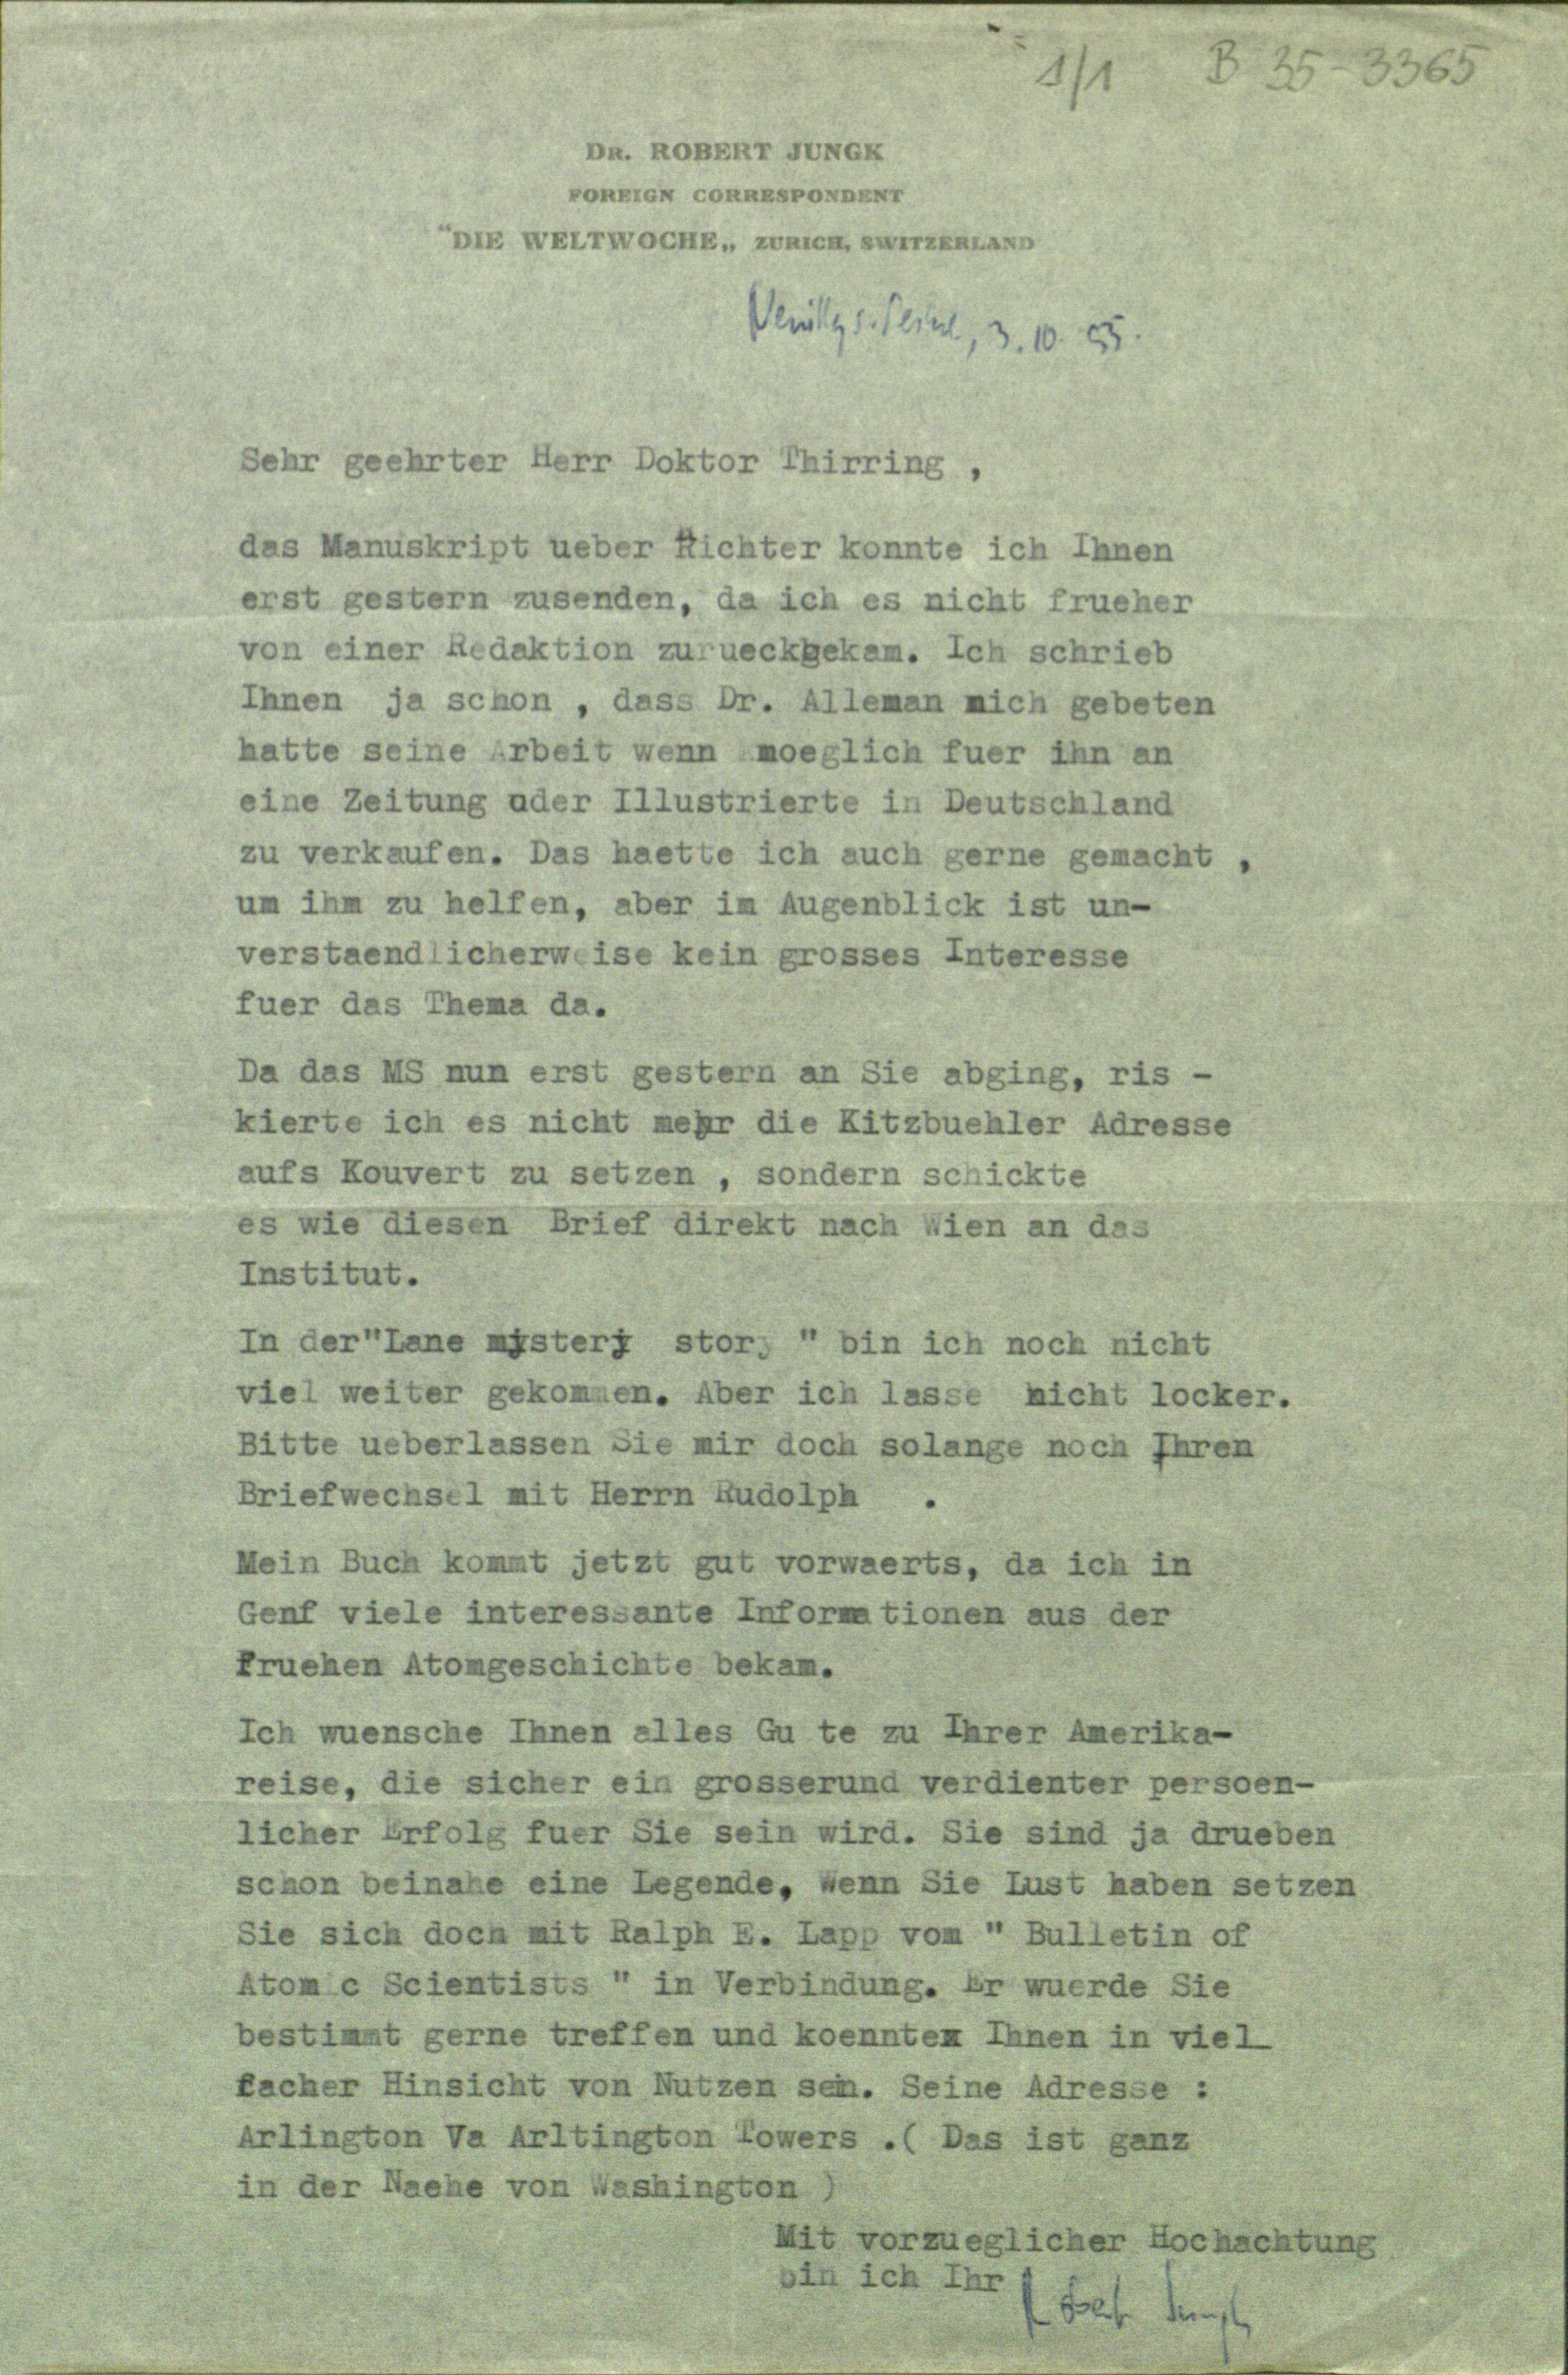 1/1 B 35-3365
DR. ROBERT JUNGK
FOREIGN CORRESPONDENT
"DIE WELTWOCHE„ ZURICH, SWITZERLAND
3.10.55.
Sehr geehrter Herr Doktor Thirring ,
das Manuskript ueber Richter konnte ich Ihnen
erst gestern zusenden, da ich es nicht frueher
von einer Redaktion zurueckbekam. Ich schrieb
Ihnen ja schon , dass Dr. Alleman mich gebeten
hatte seine Arbeit wenn moeglich fuer ihn an
eine Zeitung oder Illustrierte in Deutschland
zu verkaufen. Das haette ich auch gerne gemacht ,
um ihm zu helfen, aber im Augenblick ist un-
verstaendlicherweise kein grosses Interesse
fuer das Thema da.
Da das MS nun erst gestern an Sie abging, ris -
kierte ich es nicht mehr die Kitzbuehler Adresse
aufs Kouvert zu setzen , sondern schickte
es wie diesen Brief direkt nach Wien an das
Institut.
In der"Lane mystery story " bin ich noch nicht
viel weiter gekommen. Aber ich lasse nicht locker.
Bitte ueberlassen Sie mir doch solange noch Ihren
Briefwechsel mit Herrn Rudolph .
Mein Buch kommt jetzt gut vorwaerts, da ich in
Genf viele interessante Informationen aus der
fruehen Atomgeschichte bekam.
Ich wuensche Ihnen alles Gu te zu Ihrer Amerika-
reise, die sicher ein grosserund verdienter persoen-
licher Erfolg fuer Sie sein wird. Sie sind ja drueben
schon beinahe eine Legende, Wenn Sie Lust haben setzen
Sie sich doch mit Ralph E. Lapp vom " Bulletin of
Atomic Scientists " in Verbindung. Er wuerde Sie
bestimmt gerne treffen und koennte Ihnen in viel_
facher Hinsicht von Nutzen sein. Seine Adresse :
Arlington Va Arltington Towers .( Das ist ganz
in der Naehe von Washington )
Mit vorzueglicher Hochachtung
bin ich Ihr
Robert Jungk